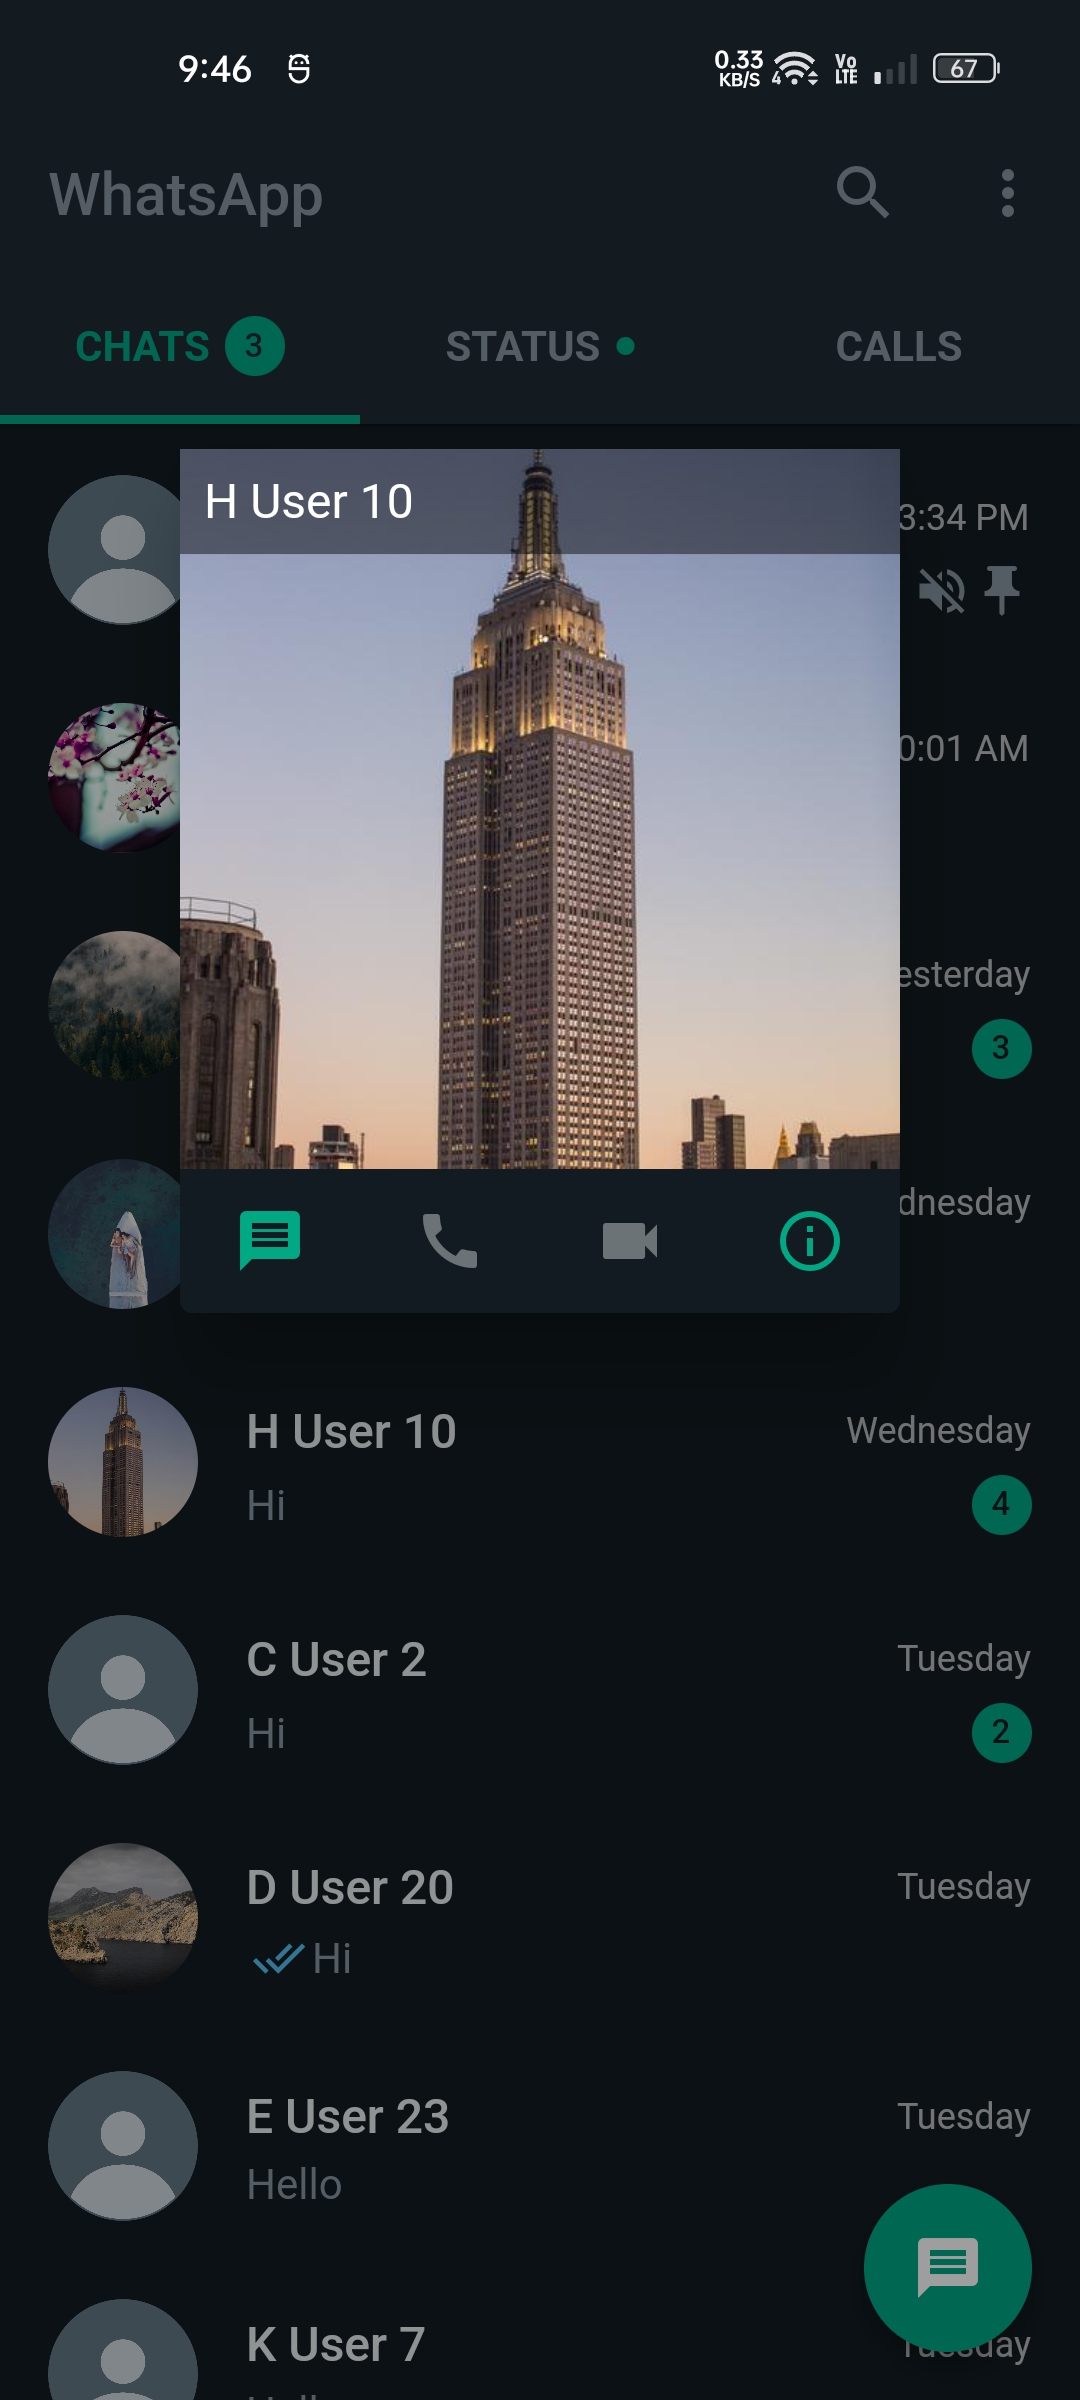 9:46
0.33
KB/S
4
Vo
LTE
67
WhatsApp
CHATS 3
STATUS
CALLS
H User 10
3:34 PM
0:01 AM
esterday
3
dnesday
H User 10
Wednesday
Hi
4
C User 2
Tuesday
Hi
2
D User 20
Tuesday
Hi
E User 23
Tuesday
Hello
K User 7